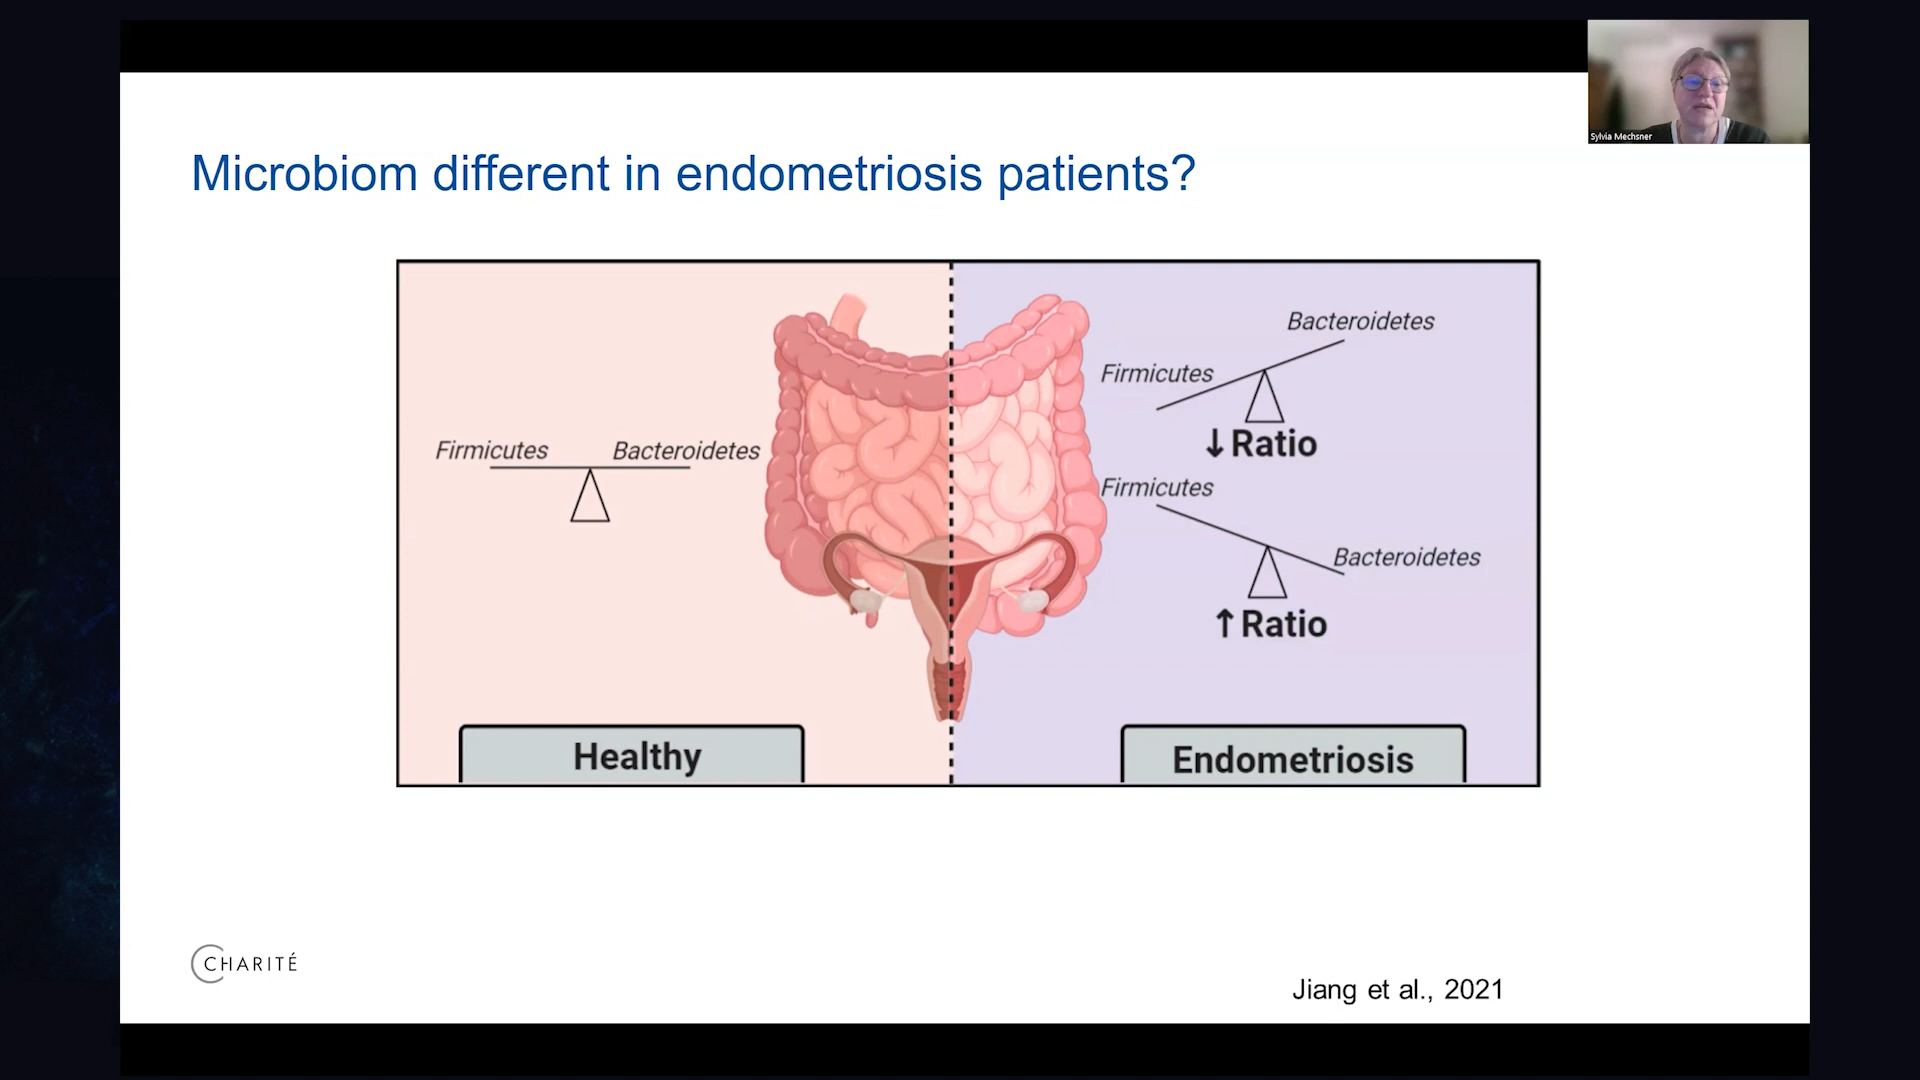 Sylvia Mechsner
Microbiom different in endometriosis patients?
Firmicutes Bacteroidetes
Bacteroidetes
Firmicutes
↓ Ratio
Firmicutes
Bacteroidetes
↑ Ratio
Healthy
Endometriosis
CHARITÉ
Jiang et al., 2021